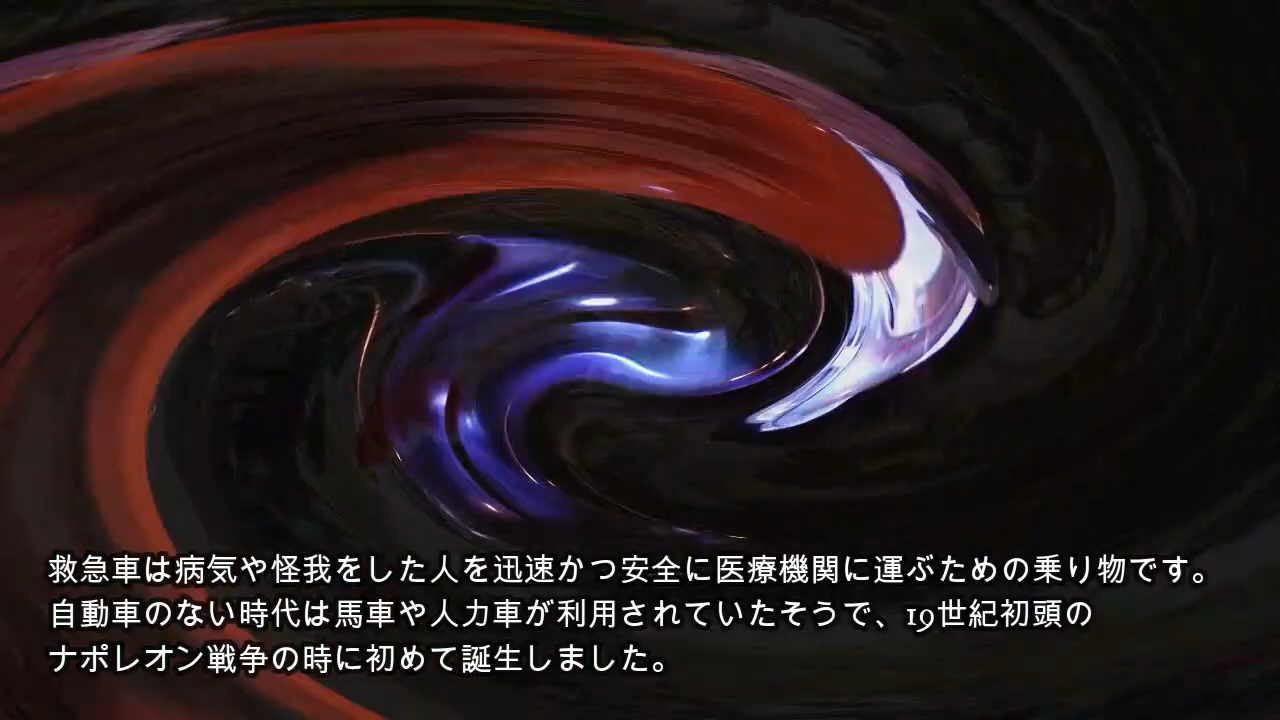 救急車は病気や怪我をした人を迅速かつ安全に医療機関に運ぶための乗り物です。
自動車のない時代は馬車や人力車が利用されていたそうで、19世紀初頭の
ナポレオン戦争の時に初めて誕生しました。